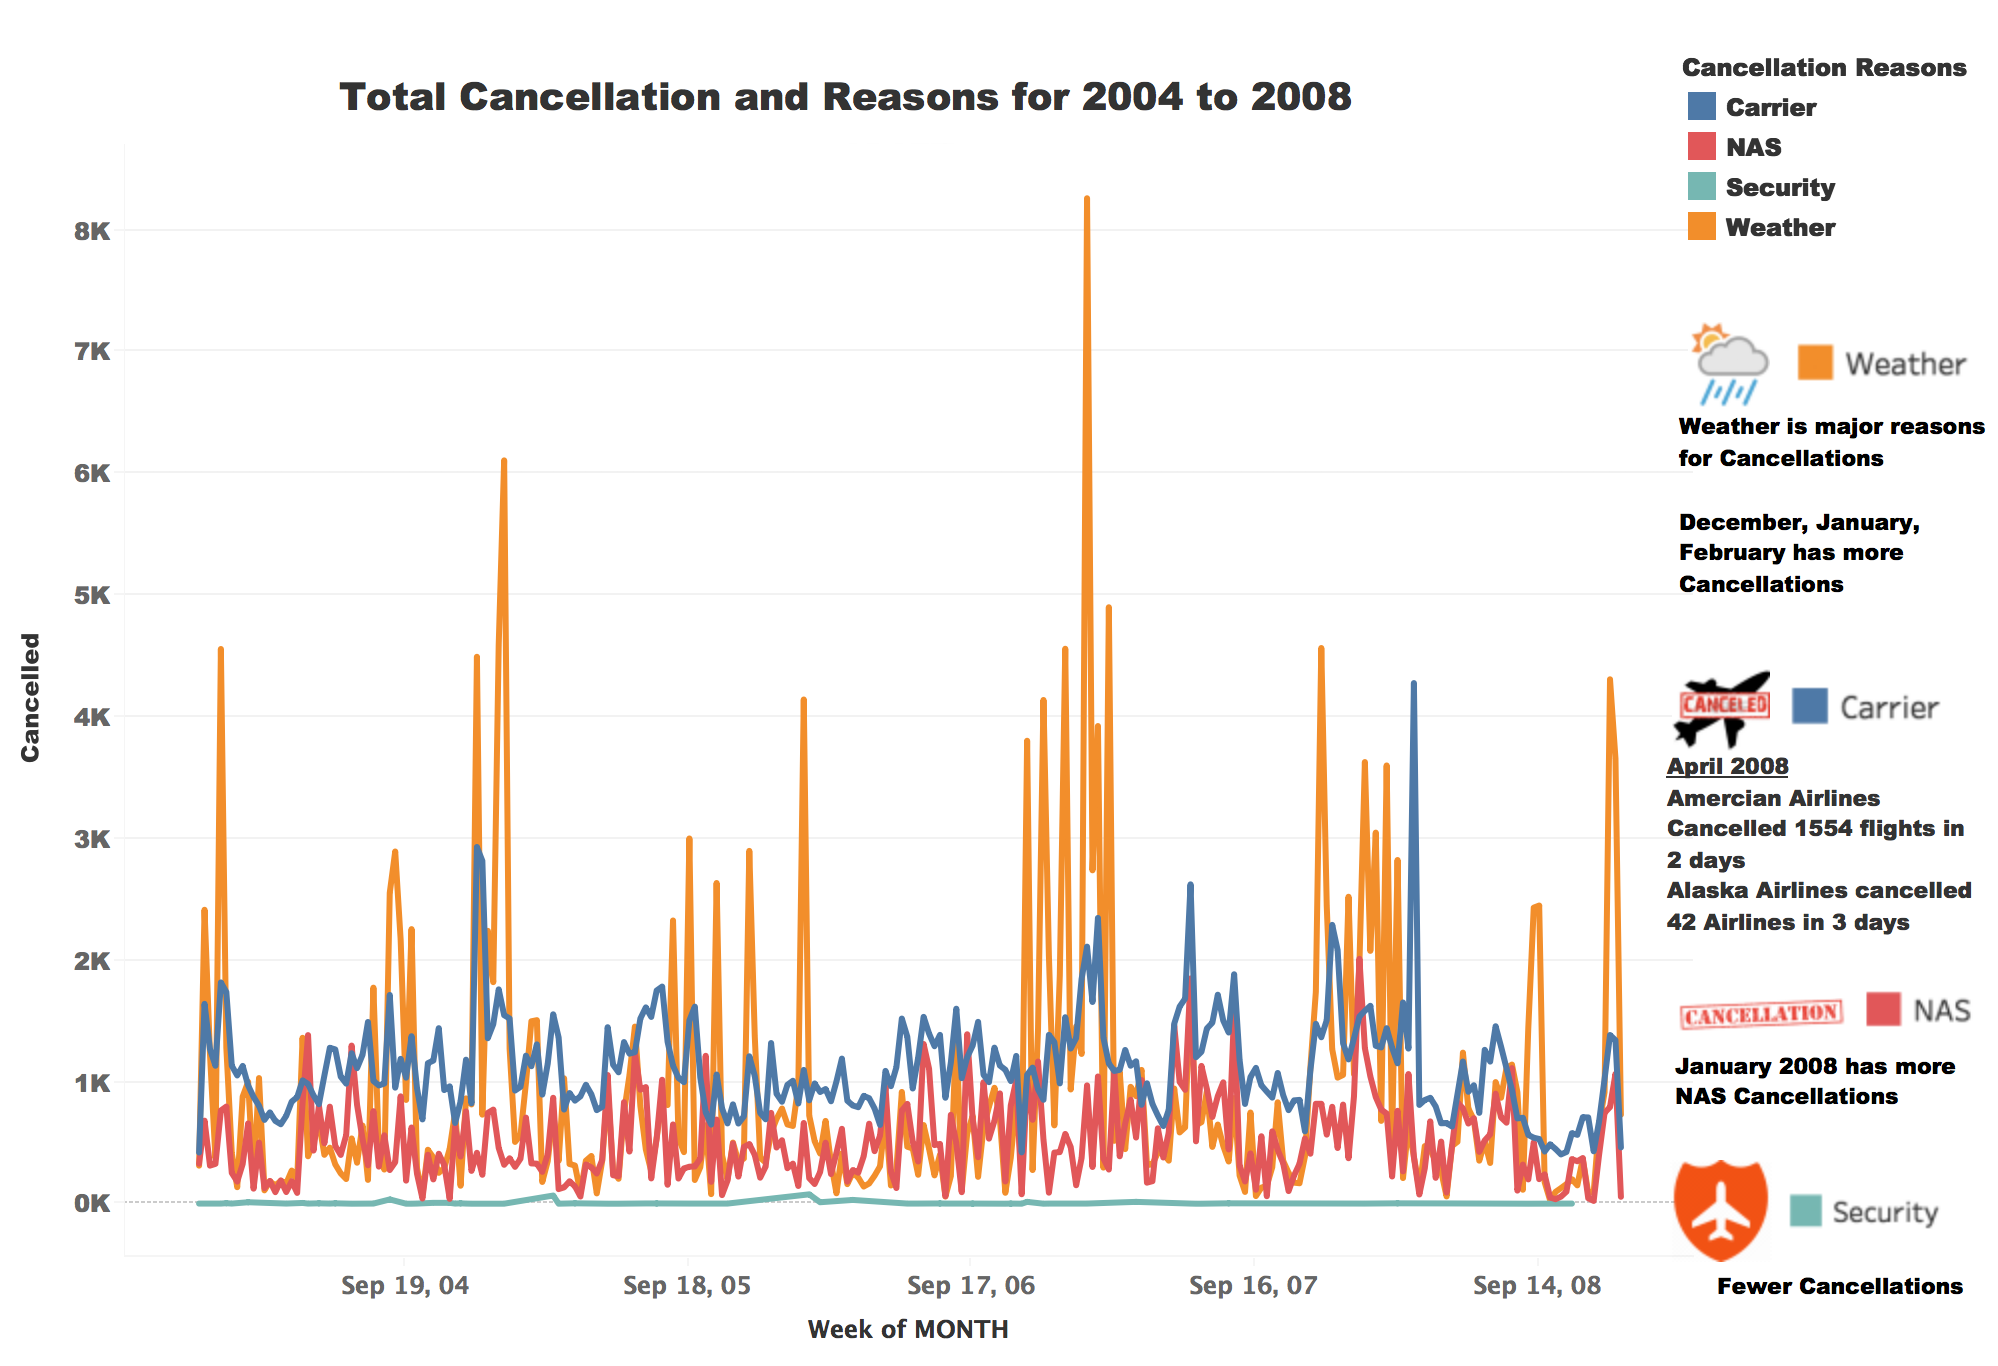 Total Cancellation and Reasons for 2004 to 2008
Cancellation Reasons
Carrier
NAS
Security
Weather
8K
7K
6K
5K
4K
3K
2K
1K
0K
Cancelled
Sep 19, 04
Sep 18, 05
Sep 17, 06
Sep 16, 07
Sep 14, 08
Week of MONTH
Weather
Weather is major reasons
for Cancellations
December, January,
February has more
Cancellations
CANCELED
Carrier
April 2008
Amercian Airlines
Cancelled 1554 flights in
2 days
Alaska Airlines cancelled
42 Airlines in 3 days
CANCELLATION
NAS
January 2008 has more
NAS Cancellations
Security
Fewer Cancellations